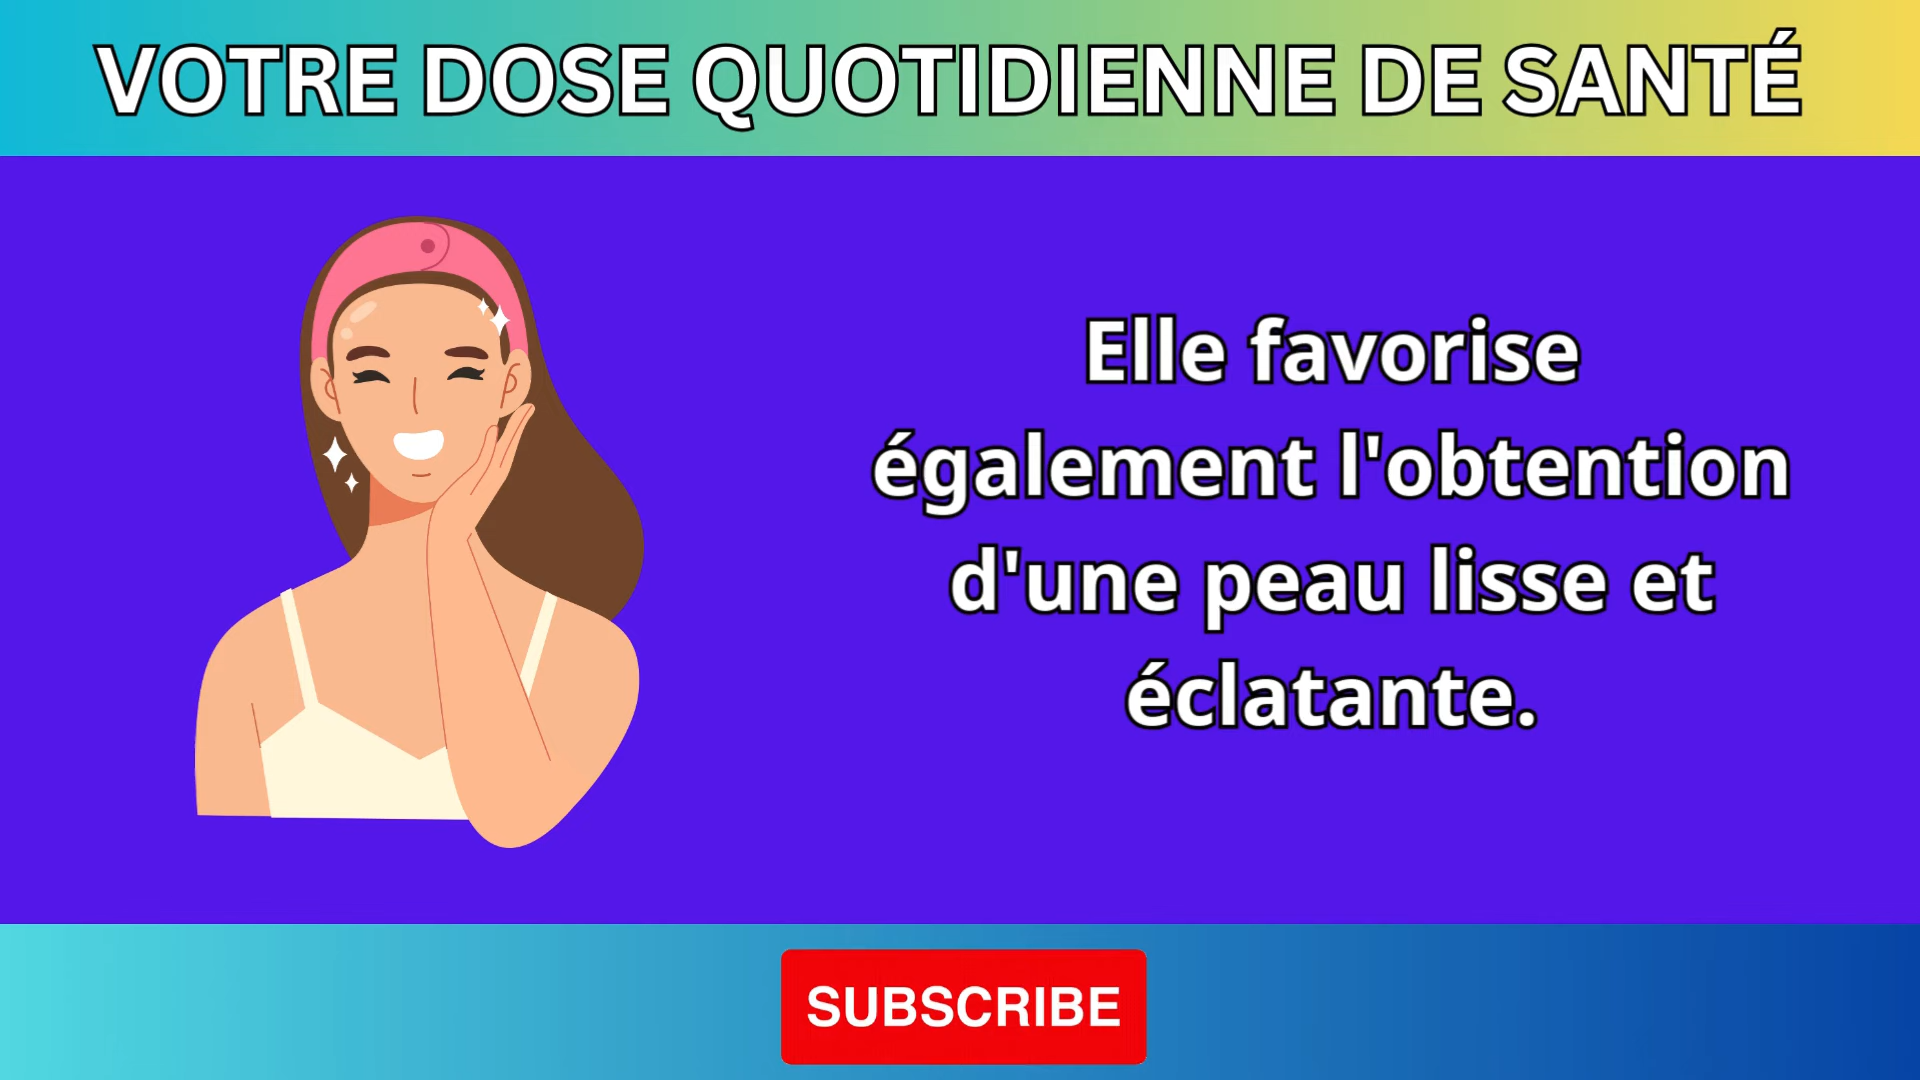 VOTRE DOSE QUOTIDIENNE DE SANTÉ
Elle favorise
également l'obtention
d'une peau lisse et
éclatante.
SUBSCRIBE